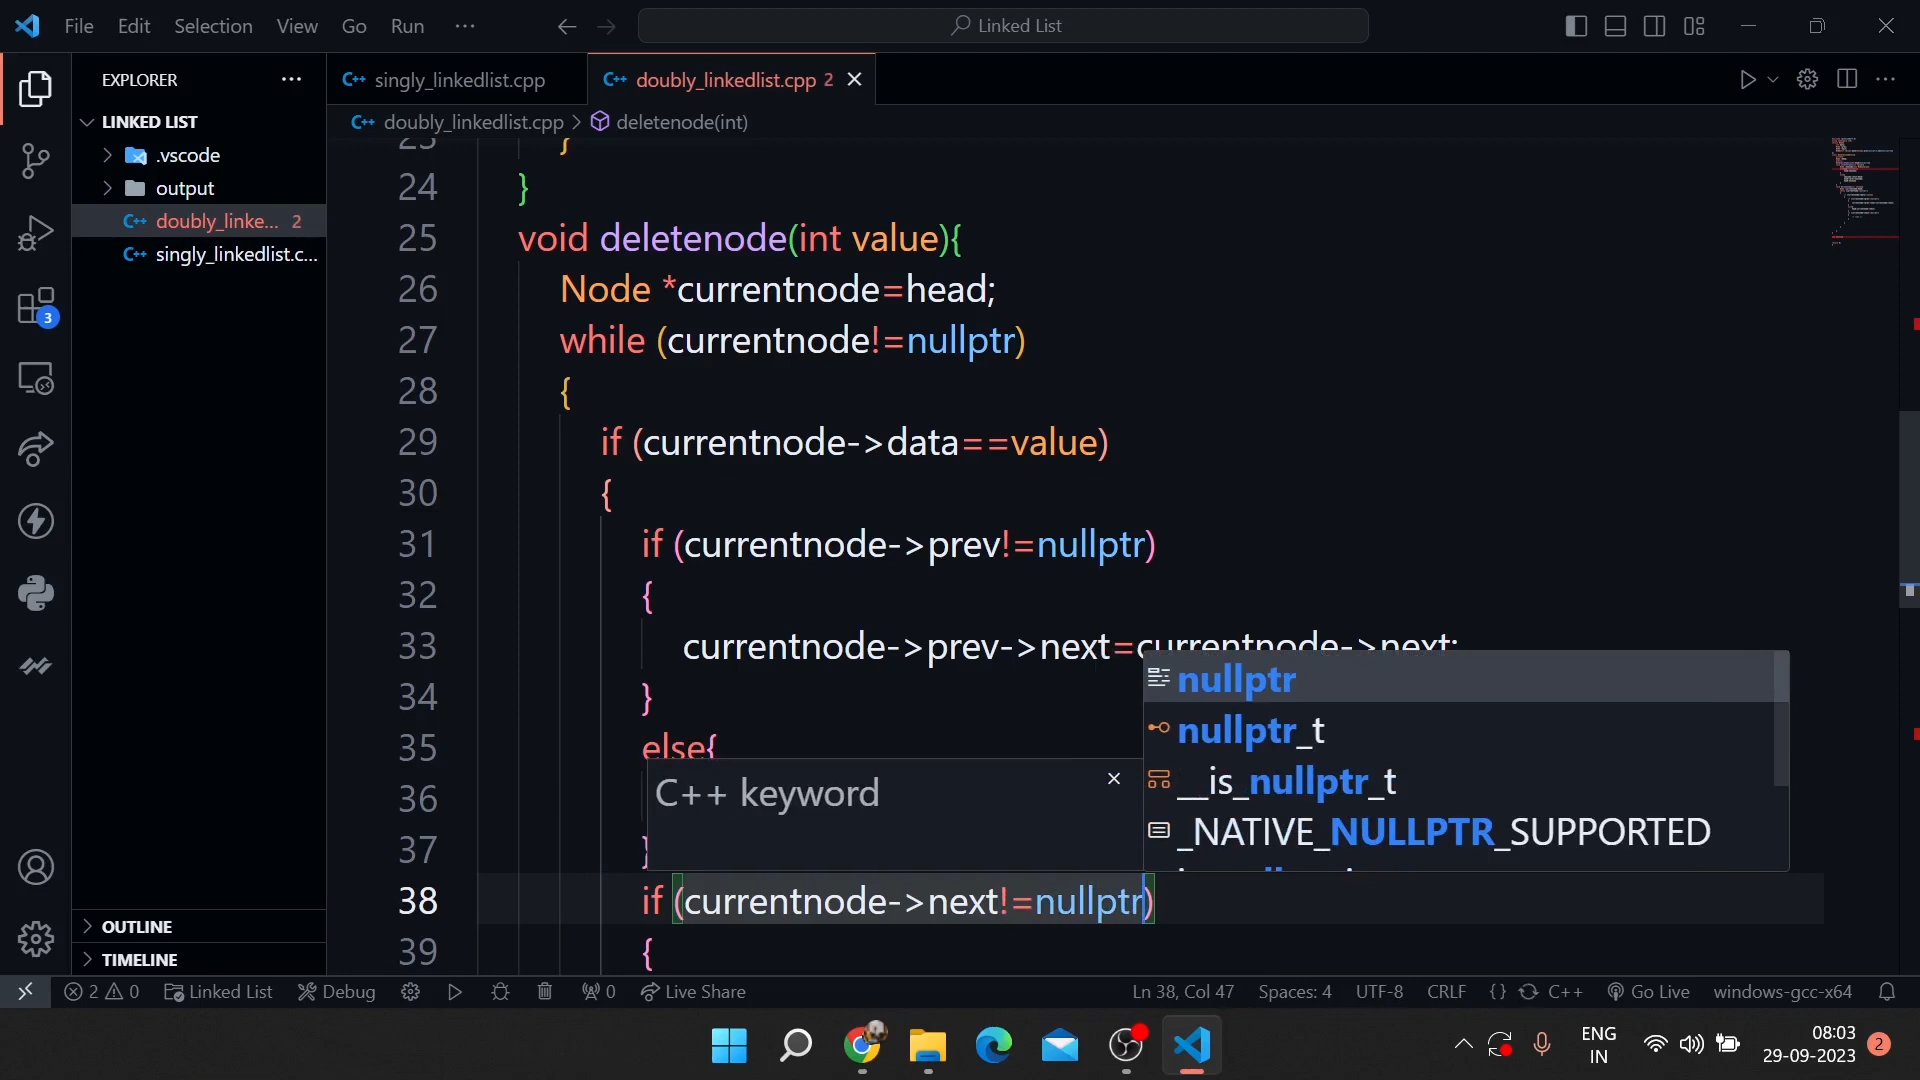 File Edit Selection View Go Run ···
Linked List
EXPLORER ···
LINKED LIST
.vscode
output
C++ doubly_linke... 2
C++ singly_linkedlist.c...
OUTLINE
TIMELINE
3
C++ singly_linkedlist.cpp
C++ doubly_linkedlist.cpp 2
C++ doubly_linkedlist.cpp > deletenode(int)
23 }
24 }
25 void deletenode(int value){
26 Node *currentnode=head;
27 while (currentnode!=nullptr)
28 {
29 if (currentnode->data==value)
30 {
31 if (currentnode->prev!=nullptr)
32 {
33 currentnode->prev->next=currentnode->next;
34 }
35 else{
36
37 }
38 if (currentnode->next!=nullptr)
39 {
C++ keyword
nullptr
nullptr_t
__is_nullptr_t
_NATIVE_NULLPTR_SUPPORTED
2 0 Linked List Debug 0 Live Share
Ln 38, Col 47 Spaces: 4 UTF-8 CRLF {} C++ Go Live windows-gcc-x64
ENG
IN
08:03
29-09-2023
2